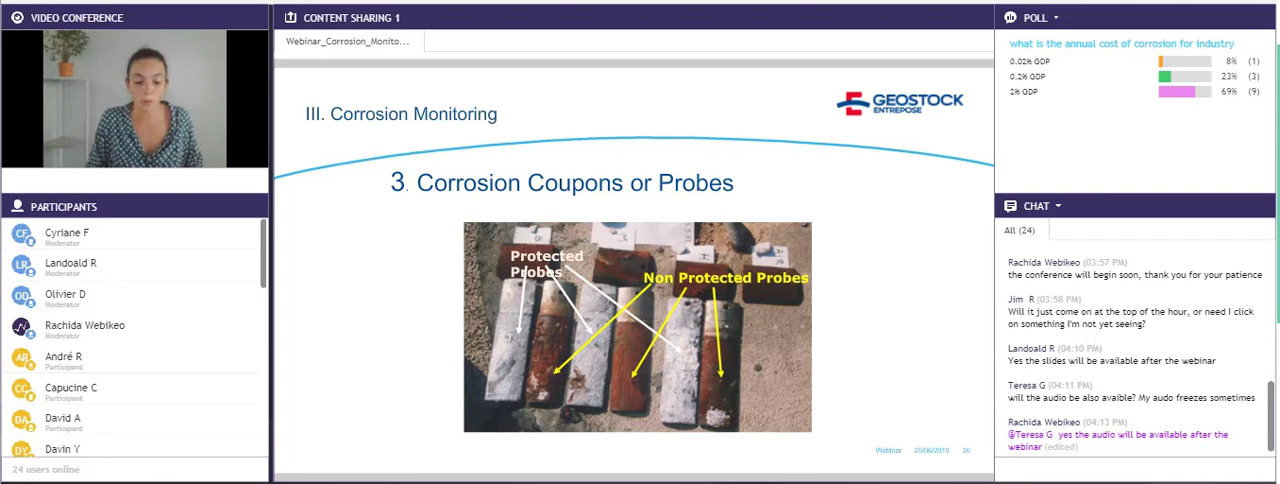 VIDEO CONFERENCE
PARTICIPANTS
CF
Cyriane F
Moderator
LR
Landoald R
Moderator
OD
Olivier D
Moderator
Rachida Webikeo
Moderator
AR
André R
Participant
CC
Capucine C
Participant
DA
David A
Participant
DY
Davin Y
24 users online
CONTENT SHARING 1
Webinar_Corrosion_Monito...
III. Corrosion Monitoring
GEOSTOCK
ENTREPOSE
3. Corrosion Coupons or Probes
Protected
Probes
Non Protected Probes
Webinar 25/06/2018 20
POLL
what is the annual cost of corrosion for industry
0.02% GDP 8% (1)
0.2% GDP 23% (3)
2% GDP 69% (9)
CHAT
All (24)
Rachida Webikeo (03:57 PM)
the conference will begin soon, thank you for your patience
Jim R (03:58 PM)
Will it just come on at the top of the hour, or need I click
on something I'm not yet seeing?
Landoald R (04:10 PM)
Yes the slides will be available after the webinar
Teresa G (04:11 PM)
will the audio be also avaible? My audo freezes sometimes
Rachida Webikeo (04:13 PM)
@Teresa G yes the audio will be available after the
webinar (edited)